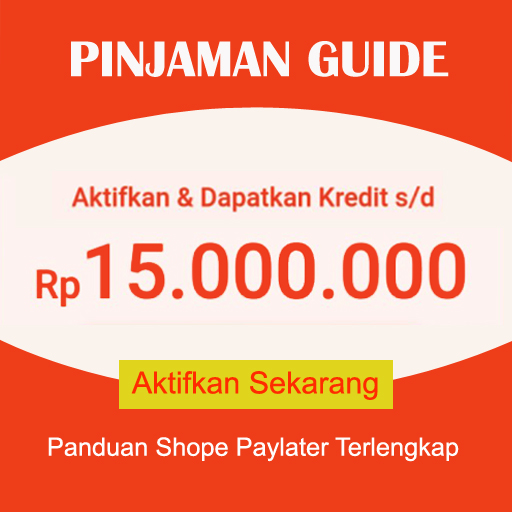 PINJAMAN GUIDE
Aktifkan & Dapatkan Kredit s/d
Rp15.000.000
Aktifkan Sekarang
Panduan Shope Paylater Terlengkap